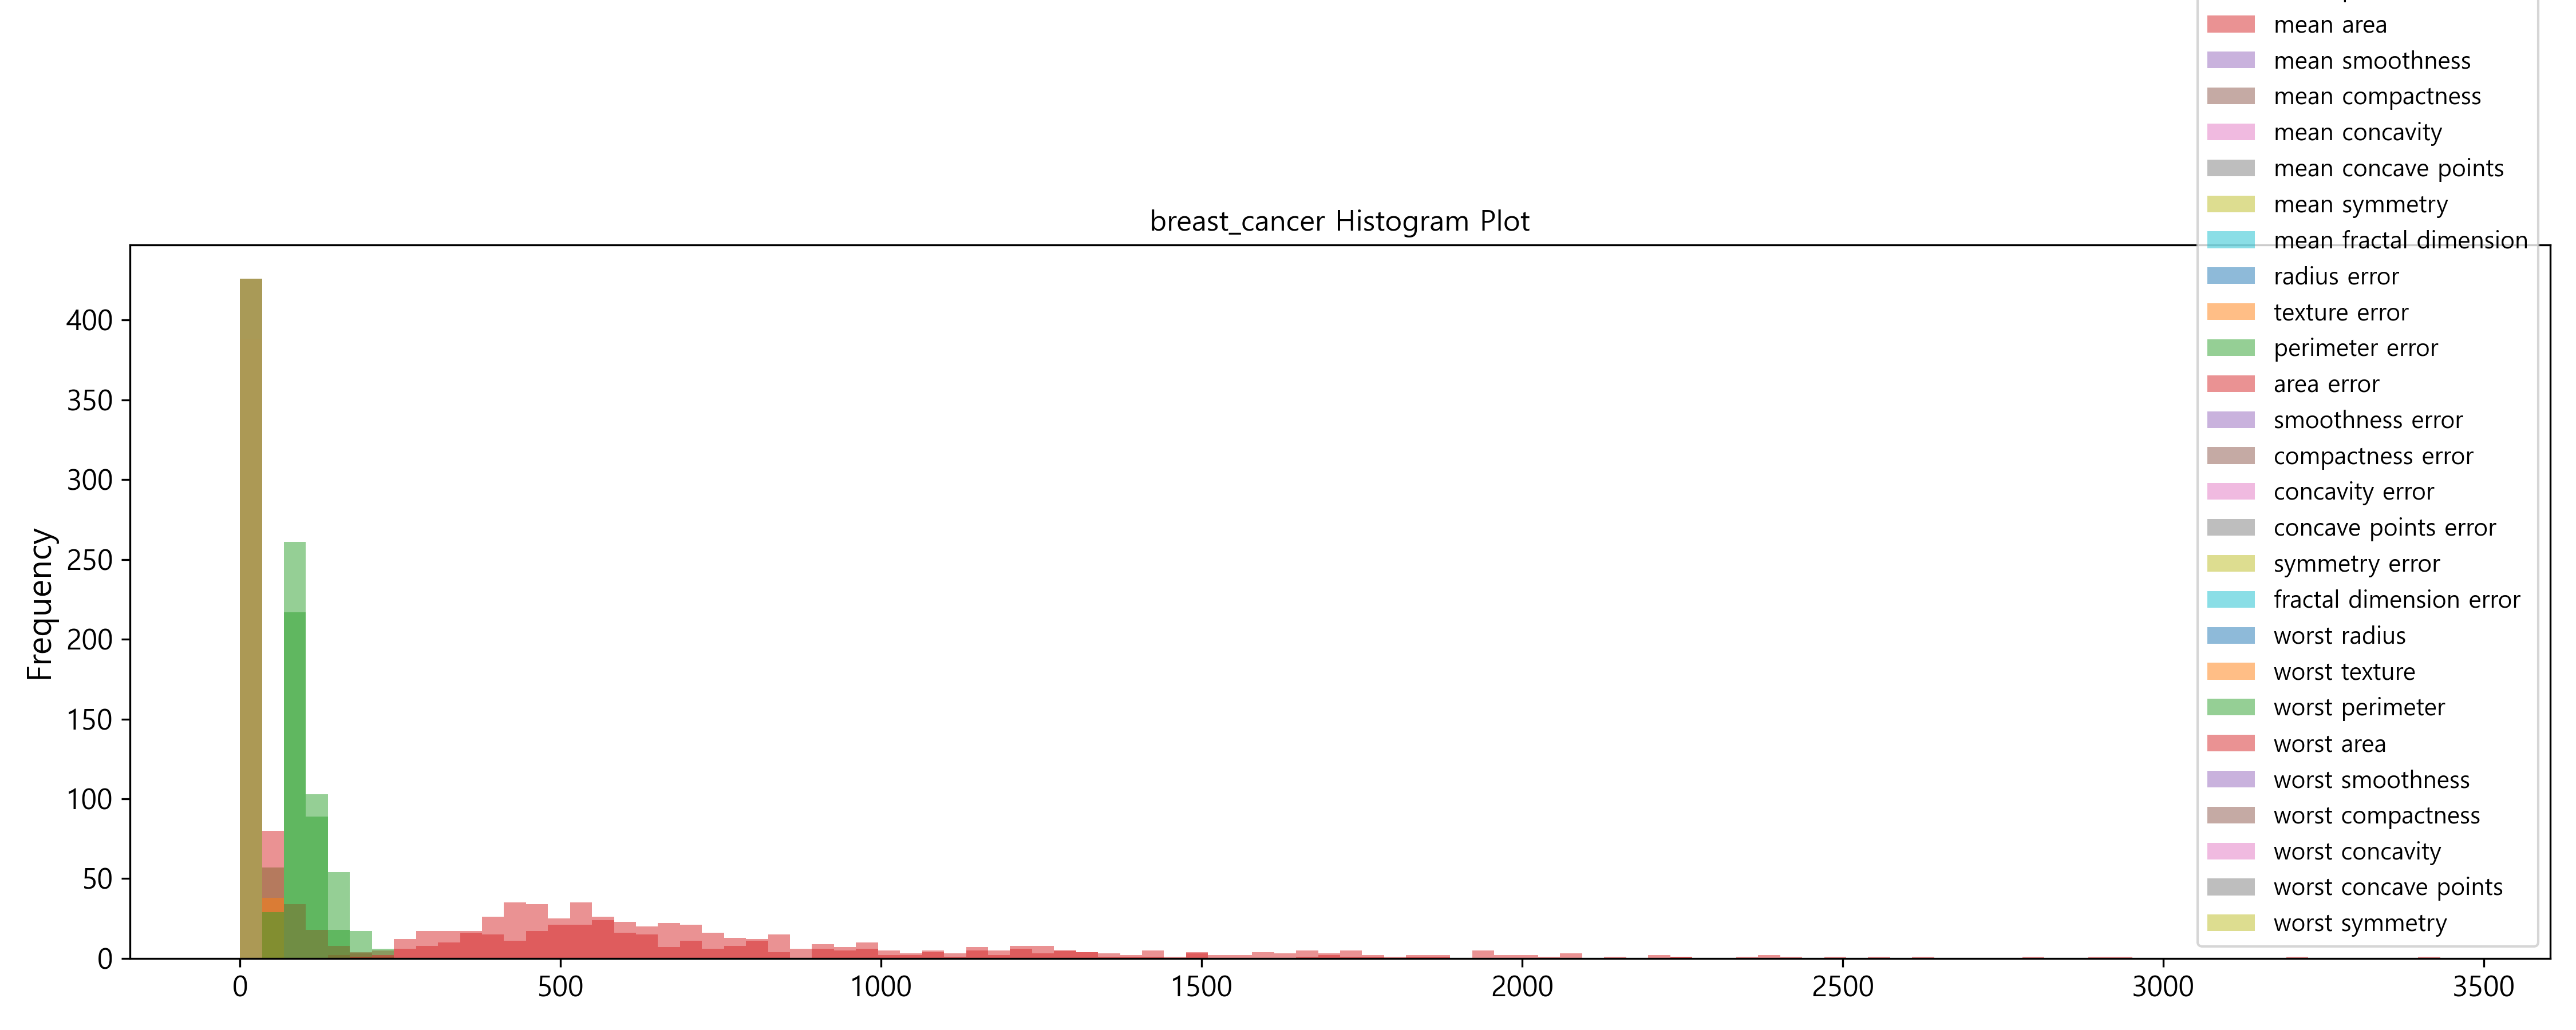 mean area
mean smoothness
mean compactness
mean concavity
mean concave points
mean symmetry
mean fractal dimension
radius error
texture error
perimeter error
area error
smoothness error
compactness error
concavity error
concave points error
symmetry error
fractal dimension error
worst radius
worst texture
worst perimeter
worst area
worst smoothness
worst compactness
worst concavity
worst concave points
worst symmetry
breast_cancer Histogram Plot
Frequency
400
350
300
250
200
150
100
50
0
0 500 1000 1500 2000 2500 3000 3500